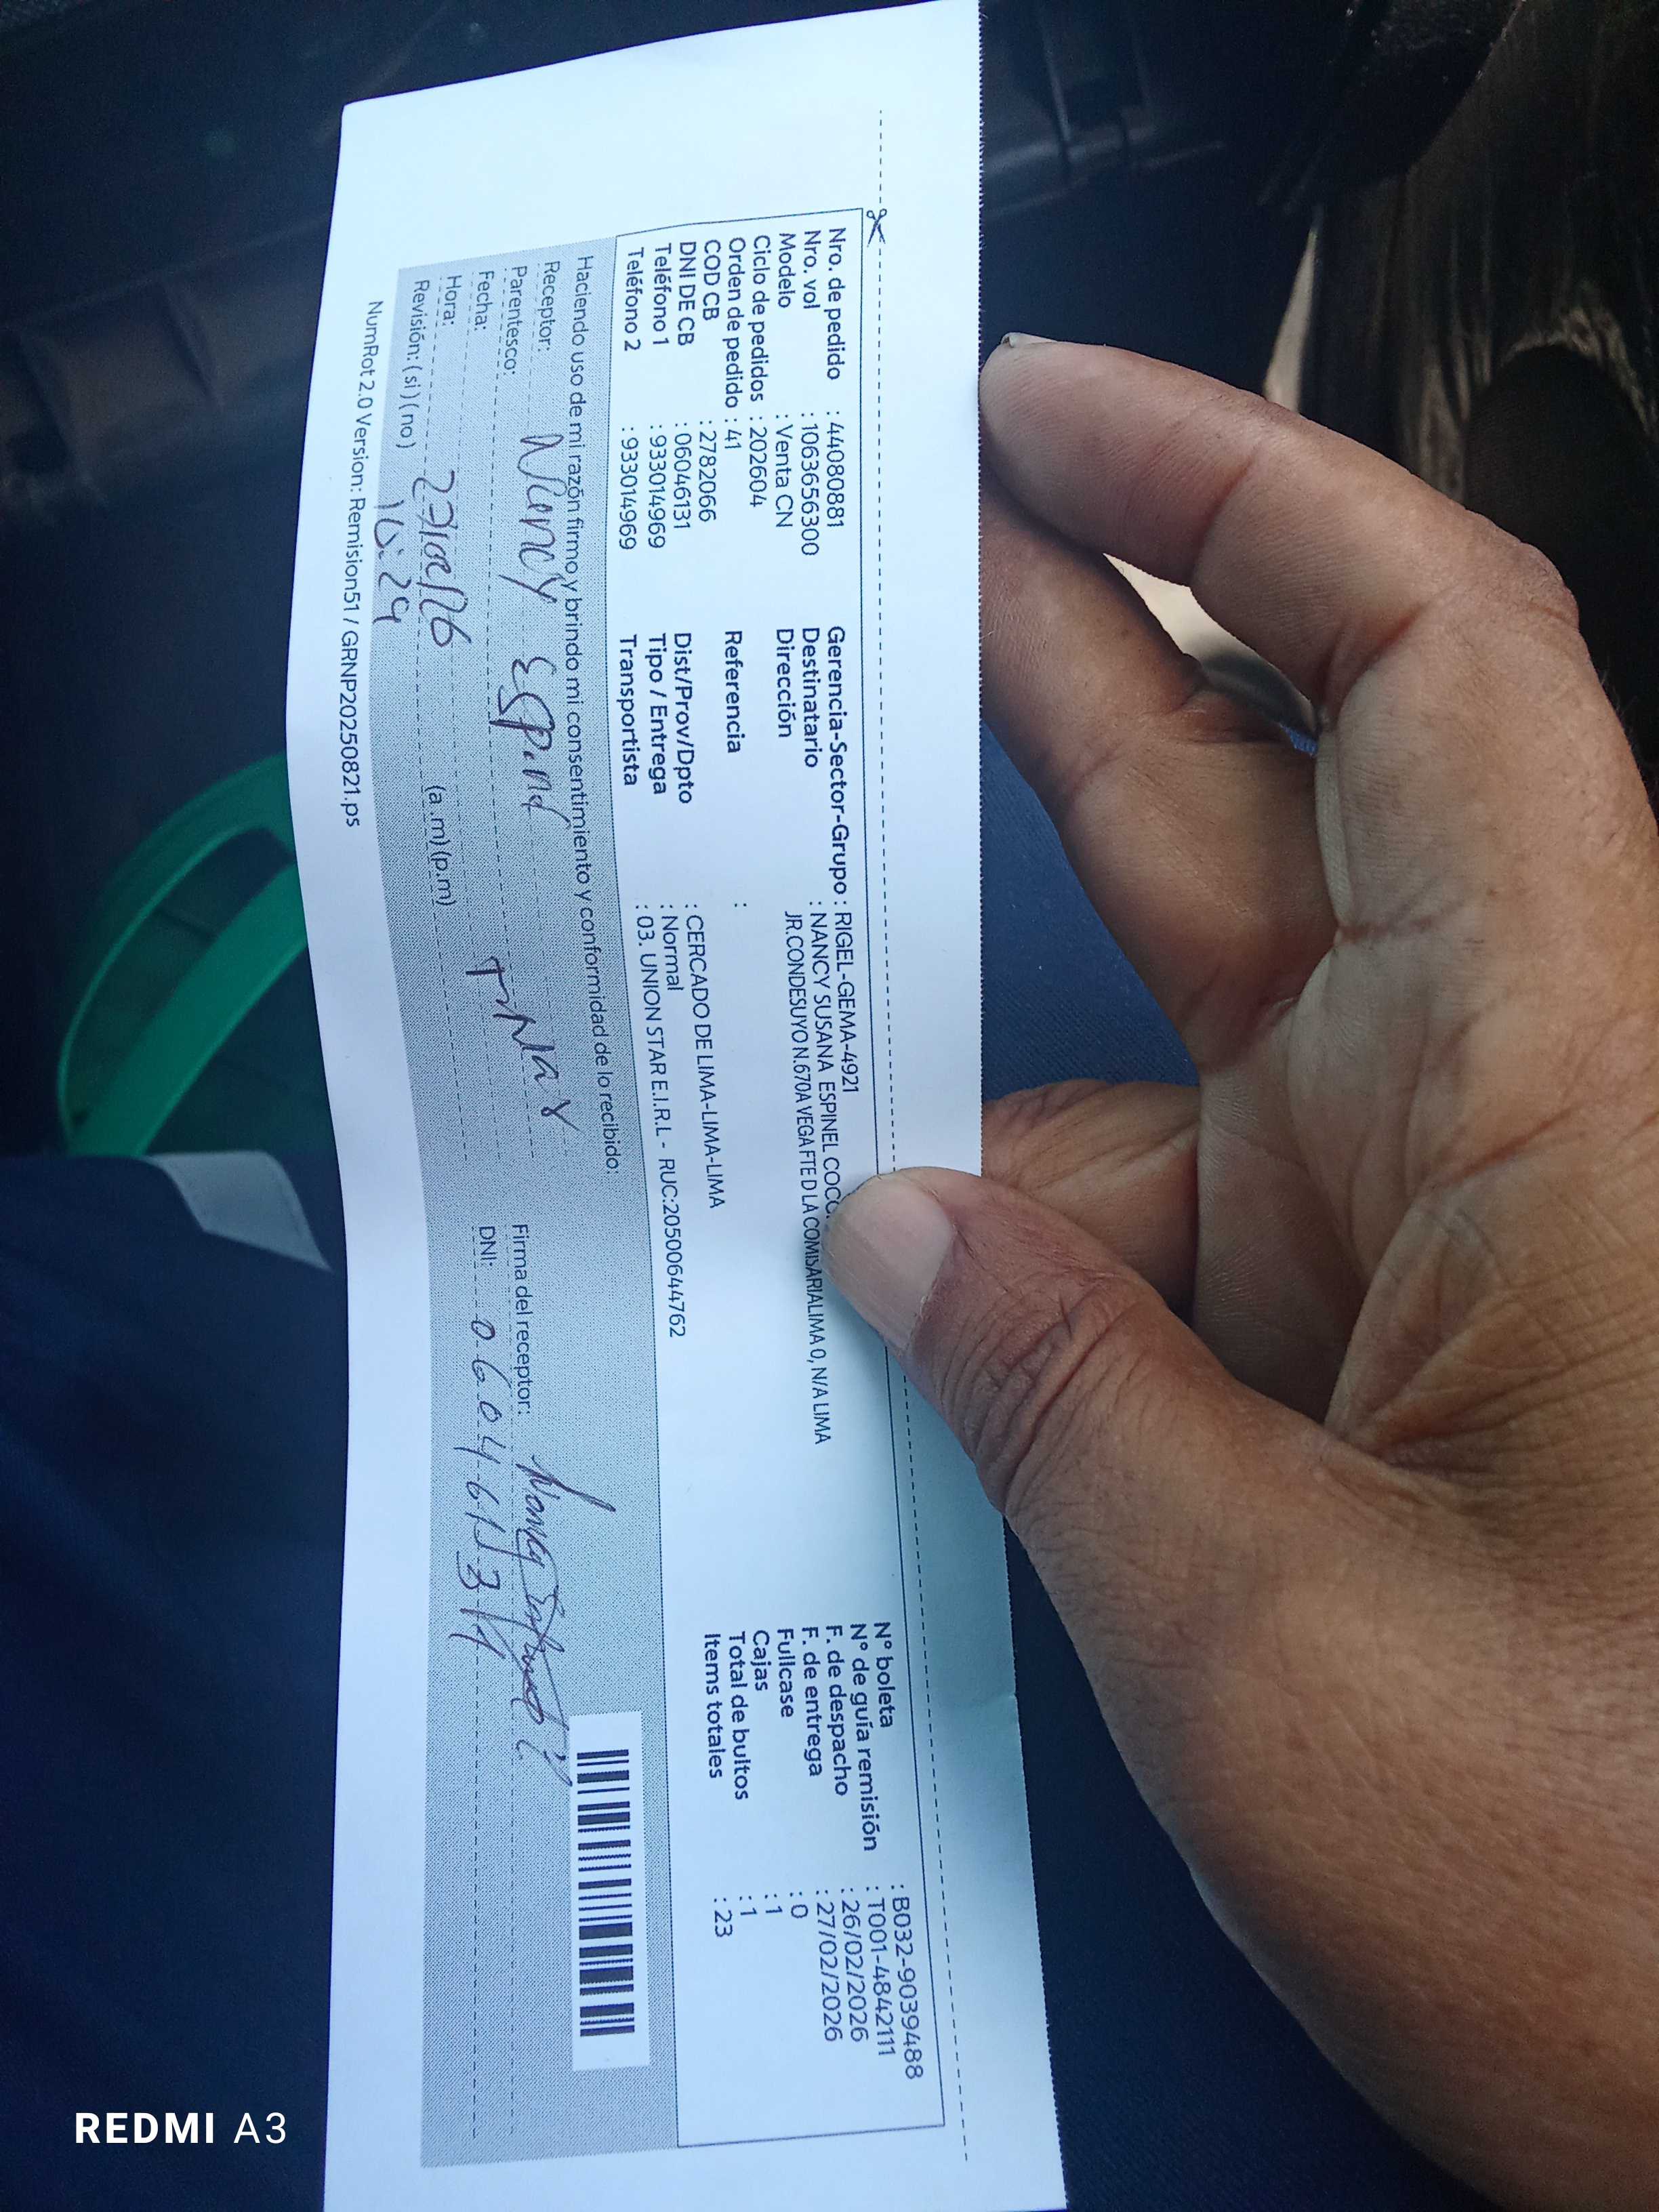 Nro. de pedido : 44080881
Nro. vol : 1063656300
Modelo : Venta CN
Ciclo de pedidos : 202604
Orden de pedido : 41
COD CB : 2782066
DNI DE CB : 06046131
Teléfono 1 : 933014969
Teléfono 2 : 933014969
Gerencia-Sector-Grupo : RIGEL-GEMA-4921
Destinatario : NANCY SUSANA ESPINEL
Dirección JR.CONDESUYO N.670A VEGA FTE D LA COMISARIALIMA 0, N/A LIMA
Referencia :
Dist/Prov/Dpto : CERCADO DE LIMA-LIMA-LIMA
Tipo / Entrega : Normal
Transportista : 03. UNION STAR E.I.R.L - RUC:20500644762
N° boleta : B032-9039488
N° de guía remisión : T001-4842111
F. de despacho : 26/02/2026
F. de entrega : 27/02/2026
Fullcase : 0
Cajas : 1
Total de bultos : 1
Items totales : 23
Haciendo uso de mi razón firmo y brindo mi consentimiento y conformidad de lo recibido:
Receptor: Nancy
Parentesco:
Fecha:
Hora: (a.m) (p.m)
Revisión: ( si ) ( no )
Firma del receptor: Nancy
DNI: 06046131
NumRot 2.0 Version: Remision51 / GRNP20250821.ps
REDMI A3